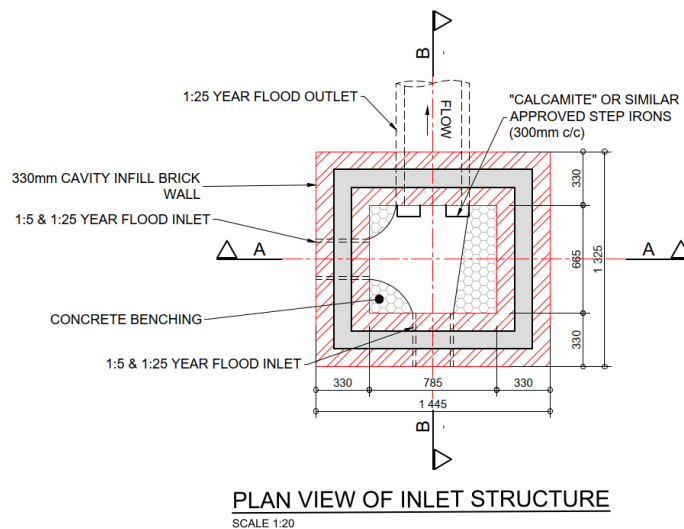 B
1:25 YEAR FLOOD OUTLET
FLOW
"CALCAMITE" OR SIMILAR
APPROVED STEP IRONS
(300mm c/c)
330mm CAVITY INFILL BRICK
WALL
1:5 & 1:25 YEAR FLOOD INLET
A
A
330
665
1 325
330
CONCRETE BENCHING
1:5 & 1:25 YEAR FLOOD INLET
330
785
330
1 445
B
PLAN VIEW OF INLET STRUCTURE
SCALE 1:20